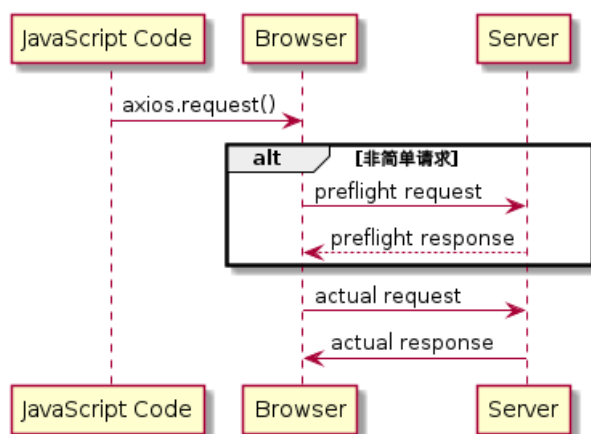 JavaScript Code Browser Server
axios.request()
alt [非简单请求]
preflight request
preflight response
actual request
actual response
JavaScript Code Browser Server